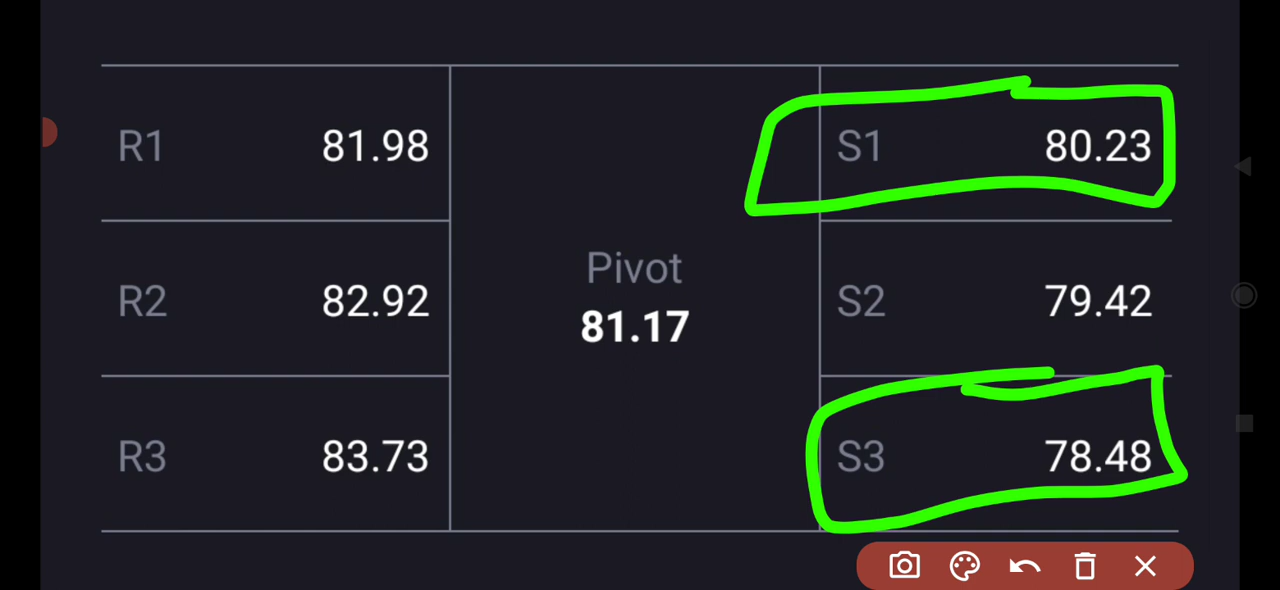 R1 81.98
R2 82.92
R3 83.73
Pivot
81.17
S1 80.23
S2 79.42
S3 78.48